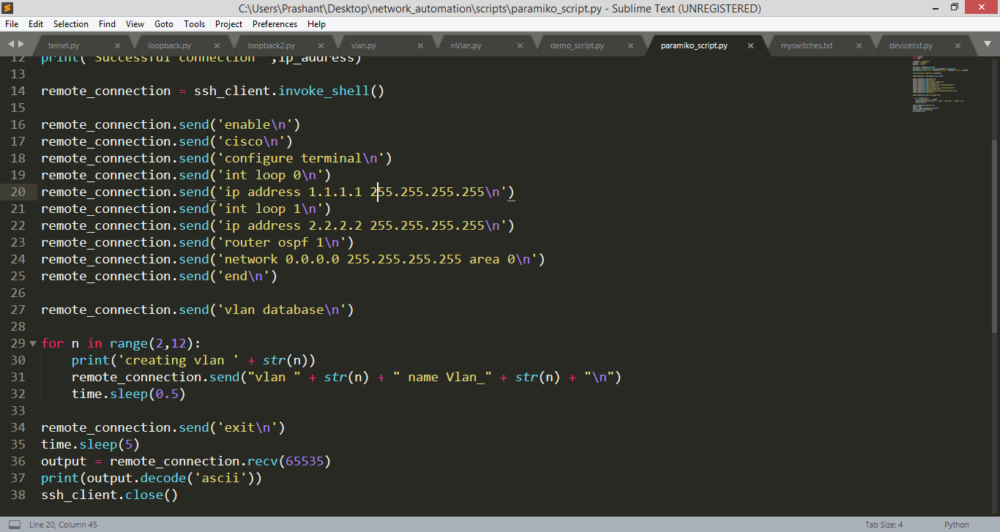 C:\Users\Prashant\Desktop\network_automation\scripts\paramiko_script.py - Sublime Text (UNREGISTERED)
File Edit Selection Find View Goto Tools Project Preferences Help
telnet.py loopback.py loopback2.py vlan.py nVlan.py demo_script.py paramiko_script.py myswitches.txt devicelist.py
12 print("Successful connection ",ip_address)
13
14 remote_connection = ssh_client.invoke_shell()
15
16 remote_connection.send('enable\n')
17 remote_connection.send('cisco\n')
18 remote_connection.send('configure terminal\n')
19 remote_connection.send('int loop 0\n')
20 remote_connection.send('ip address 1.1.1.1 255.255.255.255\n')
21 remote_connection.send('int loop 1\n')
22 remote_connection.send('ip address 2.2.2.2 255.255.255.255\n')
23 remote_connection.send('router ospf 1\n')
24 remote_connection.send('network 0.0.0.0 255.255.255.255 area 0\n')
25 remote_connection.send('end\n')
26
27 remote_connection.send('vlan database\n')
28
29 for n in range(2,12):
30 print('creating vlan ' + str(n))
31 remote_connection.send("vlan " + str(n) + " name Vlan_" + str(n) + "\n")
32 time.sleep(0.5)
33
34 remote_connection.send('exit\n')
35 time.sleep(5)
36 output = remote_connection.recv(65535)
37 print(output.decode('ascii'))
38 ssh_client.close()
Line 20, Column 45 Tab Size: 4 Python